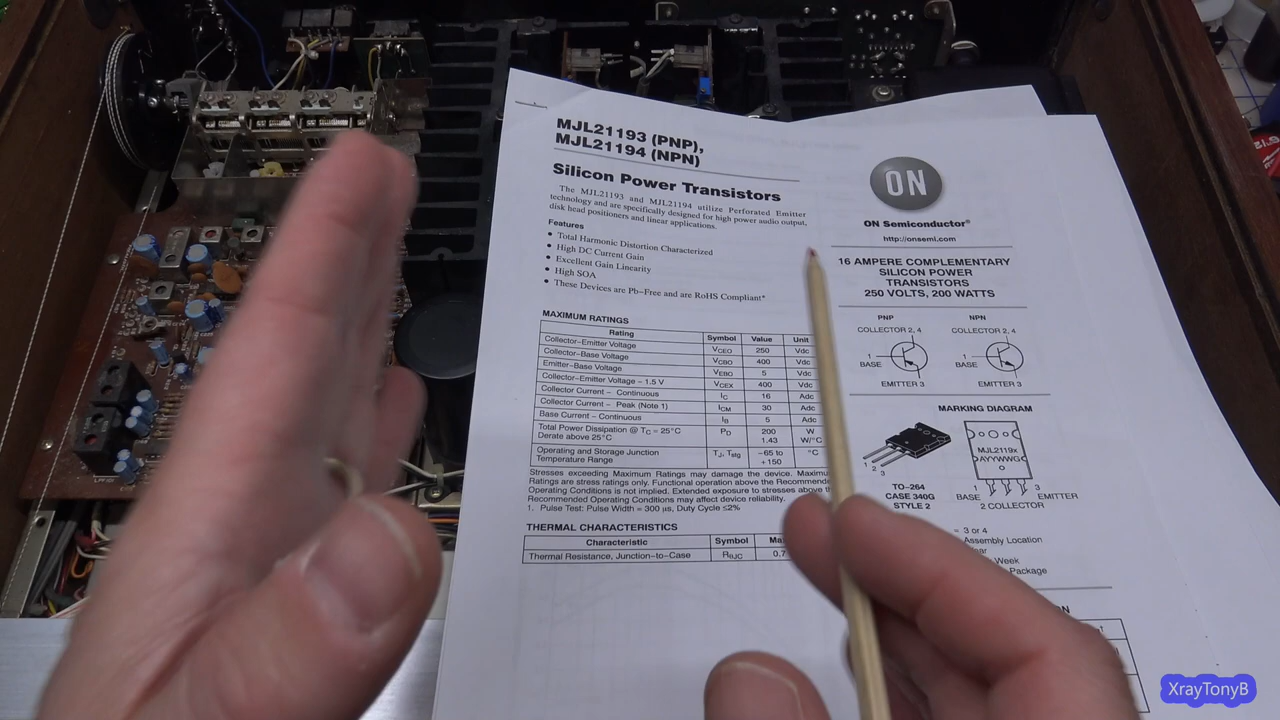 MJL21193 (PNP),
MJL21194 (NPN)
Silicon Power Transistors
The MJL21193 and MJL21194 utilize Perforated Emitter
technology and are specifically designed for high power audio output,
disk head positioners and linear applications.
Features
• Total Harmonic Distortion Characterized
• High DC Current Gain
• Excellent Gain Linearity
• High SOA
• These Devices are Pb−Free and are RoHS Compliant*
MAXIMUM RATINGS
Rating Symbol Value Unit
Collector−Emitter Voltage VCEO 250 Vdc
Collector−Base Voltage VCBO 400 Vdc
Emitter−Base Voltage VEBO 5 Vdc
Collector−Emitter Voltage − 1.5 V VCEX 400 Vdc
Collector Current − Continuous IC 16 Adc
Collector Current − Peak (Note 1) ICM 30 Adc
Base Current − Continuous IB 5 Adc
Total Power Dissipation @ TC = 25°C PD 200 W
Derate above 25°C 1.43 W/°C
Operating and Storage Junction TJ, Tstg −65 to °C
Temperature Range +150
Stresses exceeding Maximum Ratings may damage the device. Maximu
Ratings are stress ratings only. Functional operation above the Recommende
Operating Conditions is not implied. Extended exposure to stresses above th
Recommended Operating Conditions may affect device reliability.
1. Pulse Test: Pulse Width = 300 μs, Duty Cycle ≤2%
THERMAL CHARACTERISTICS
Characteristic Symbol Ma
Thermal Resistance, Junction−to−Case RθJC 0.7
ON
ON Semiconductor®
http://onsemi.com
16 AMPERE COMPLEMENTARY
SILICON POWER
TRANSISTORS
250 VOLTS, 200 WATTS
PNP NPN
COLLECTOR 2, 4 COLLECTOR 2, 4
1 1
BASE BASE
EMITTER 3 EMITTER 3
MARKING DIAGRAM
MJL2119x
AYYWWG
1 2 3
TO−264
CASE 340G
STYLE 2
1 3
BASE EMITTER
2 COLLECTOR
= 3 or 4
Assembly Location
Week
Package
XrayTonyB